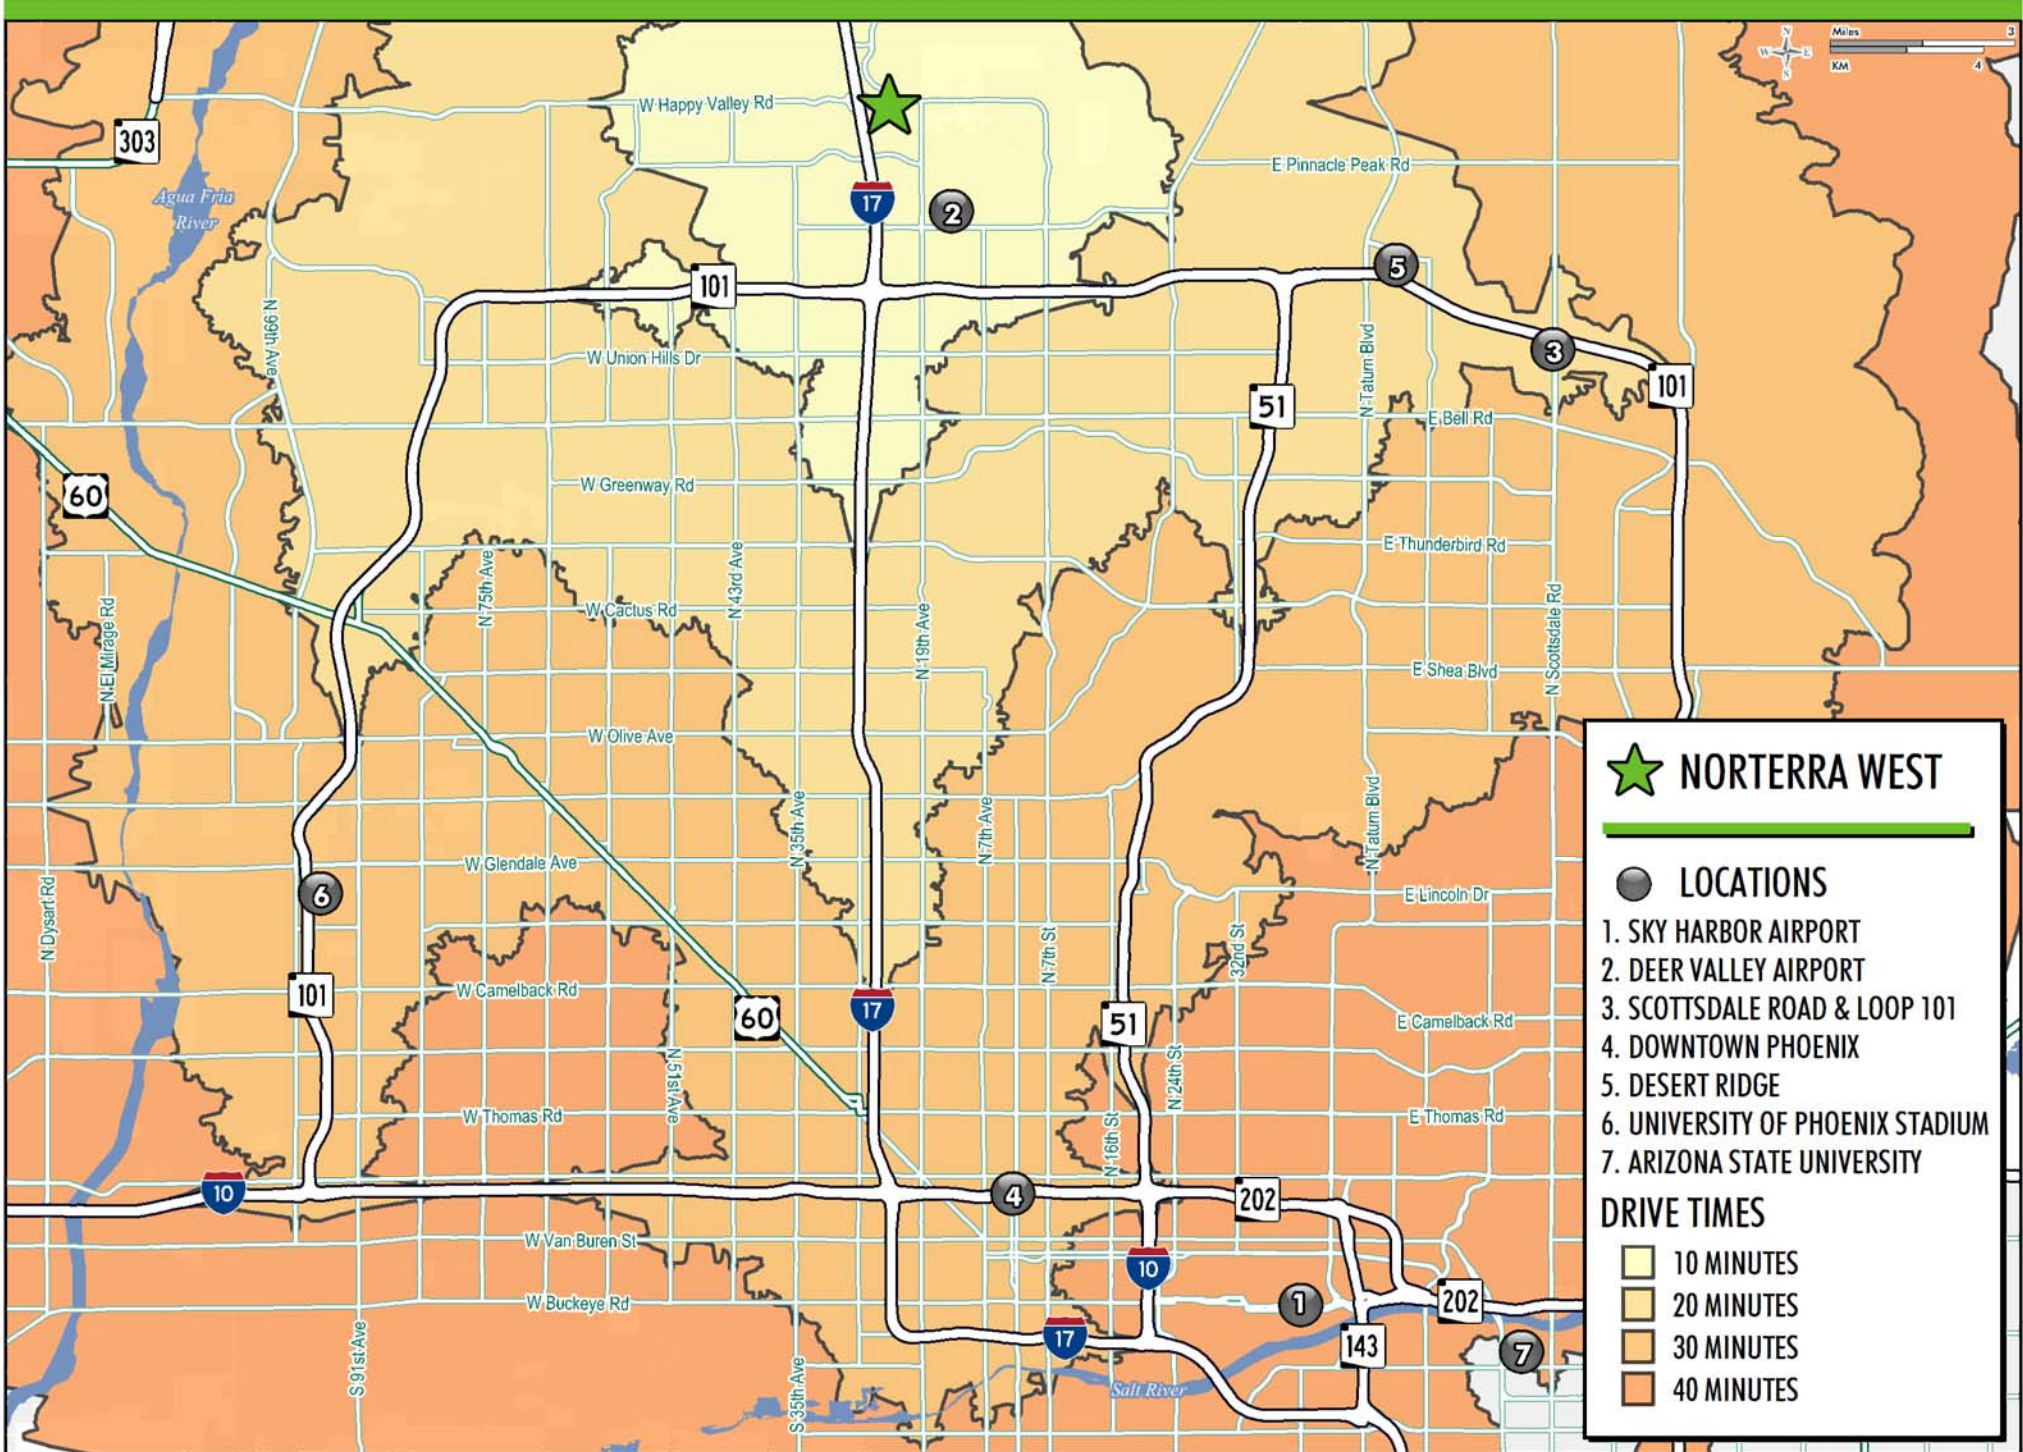 N
W E
S
Miles 3
KM 4
303
W Happy Valley Rd
E Pinnacle Peak Rd
Agua Fria
River
17
2
5
101
N 99th Ave
W Union Hills Dr
N Tatum Blvd
3
101
51
E Bell Rd
60
W Greenway Rd
E Thunderbird Rd
N 75th Ave
N 43rd Ave
W Cactus Rd
N 19th Ave
N El Mirage Rd
N Scottsdale Rd
E Shea Blvd
W Olive Ave
N 35th Ave
N 7th Ave
N Tatum Blvd
W Glendale Ave
6
E Lincoln Dr
N Dysart Rd
N 7th St
32nd St
101
W Camelback Rd
60
17
51
E Camelback Rd
N 51st Ave
N 24th St
W Thomas Rd
N 16th St
E Thomas Rd
10
4
202
W Van Buren St
10
W Buckeye Rd
1
202
17
143
7
S 91st Ave
S 35th Ave
Salt River
NORTERRA WEST
LOCATIONS
1. SKY HARBOR AIRPORT
2. DEER VALLEY AIRPORT
3. SCOTTSDALE ROAD & LOOP 101
4. DOWNTOWN PHOENIX
5. DESERT RIDGE
6. UNIVERSITY OF PHOENIX STADIUM
7. ARIZONA STATE UNIVERSITY
DRIVE TIMES
10 MINUTES
20 MINUTES
30 MINUTES
40 MINUTES